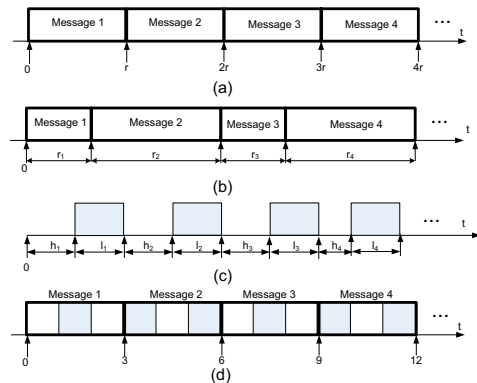 Message 1 Message 2 Message 3 Message 4 ... t
0 r 2r 3r 4r
(a)
Message 1 Message 2 Message 3 Message 4 ... t
0 r1 r2 r3 r4
(b)
... t
0 h1 l1 h2 l2 h3 l3 h4 l4
(c)
Message 1 Message 2 Message 3 Message 4 ... t
0 3 6 9 12
(d)